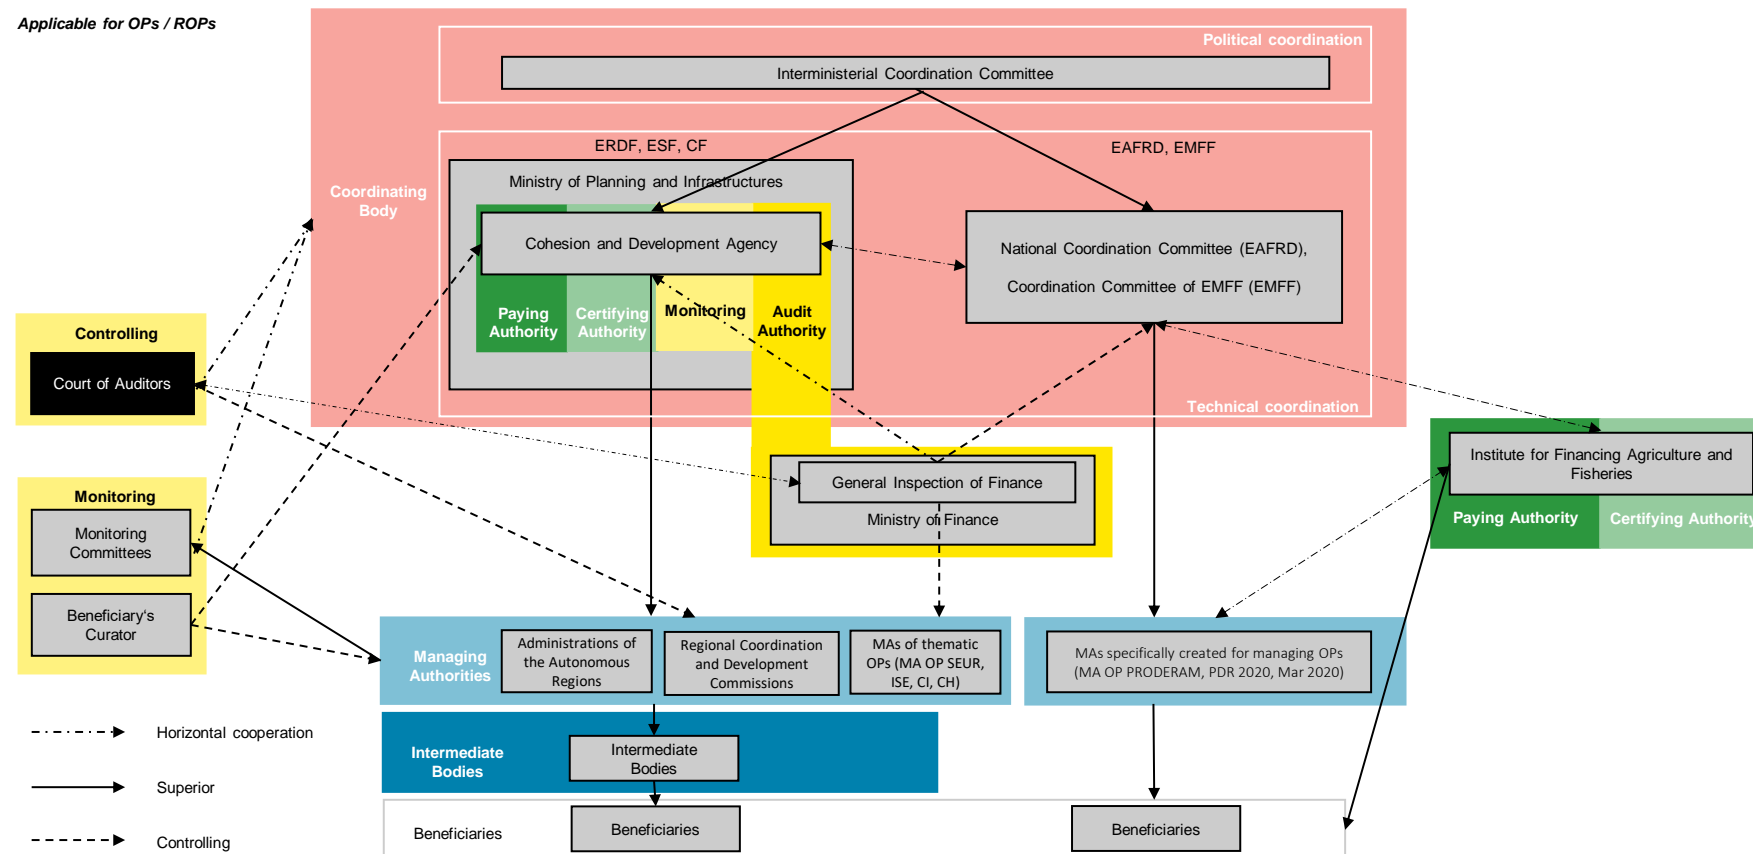 Applicable for OPs / ROPs
Political coordination
Interministerial Coordination Committee
ERDF, ESF, CF
EAFRD, EMFF
Ministry of Planning and Infrastructures
Coordinating
Body
Cohesion and Development Agency
National Coordination Committee (EAFRD),
Coordination Committee of EMFF (EMFF)
Paying
Authority
Certifying
Authority
Monitoring
Audit
Authority
Technical coordination
Controlling
Court of Auditors
Monitoring
Monitoring
Committees
Beneficiary's
Curator
General Inspection of Finance
Ministry of Finance
Institute for Financing Agriculture and
Fisheries
Paying Authority
Certifying Authority
Managing
Authorities
Administrations of
the Autonomous
Regions
Regional Coordination
and Development
Commissions
MAs of thematic
OPs (MA OP SEUR,
ISE, CI, CH)
MAs specifically created for managing OPs
(MA OP PRODERAM, PDR 2020, Mar 2020)
Intermediate
Bodies
Intermediate
Bodies
Beneficiaries
Beneficiaries
Beneficiaries
Horizontal cooperation
Superior
Controlling